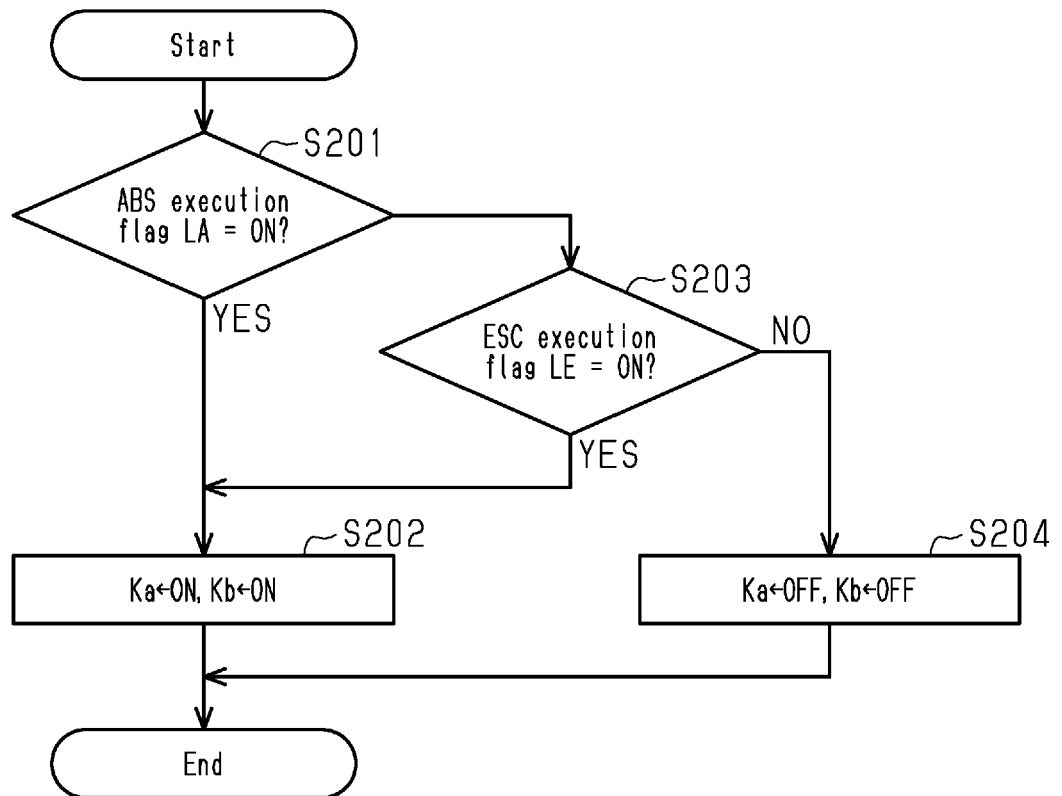 Start
S201
ABS execution
flag LA = ON?
YES
S203
ESC execution
flag LE = ON?
NO
YES
S202
Ka←ON, Kb←ON
S204
Ka←OFF, Kb←OFF
End